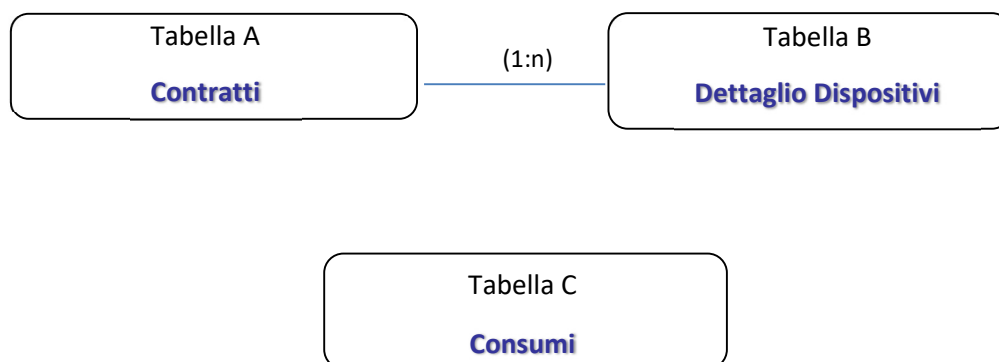 Tabella A
Contratti
(1:n)
Tabella B
Dettaglio Dispositivi
Tabella C
Consumi